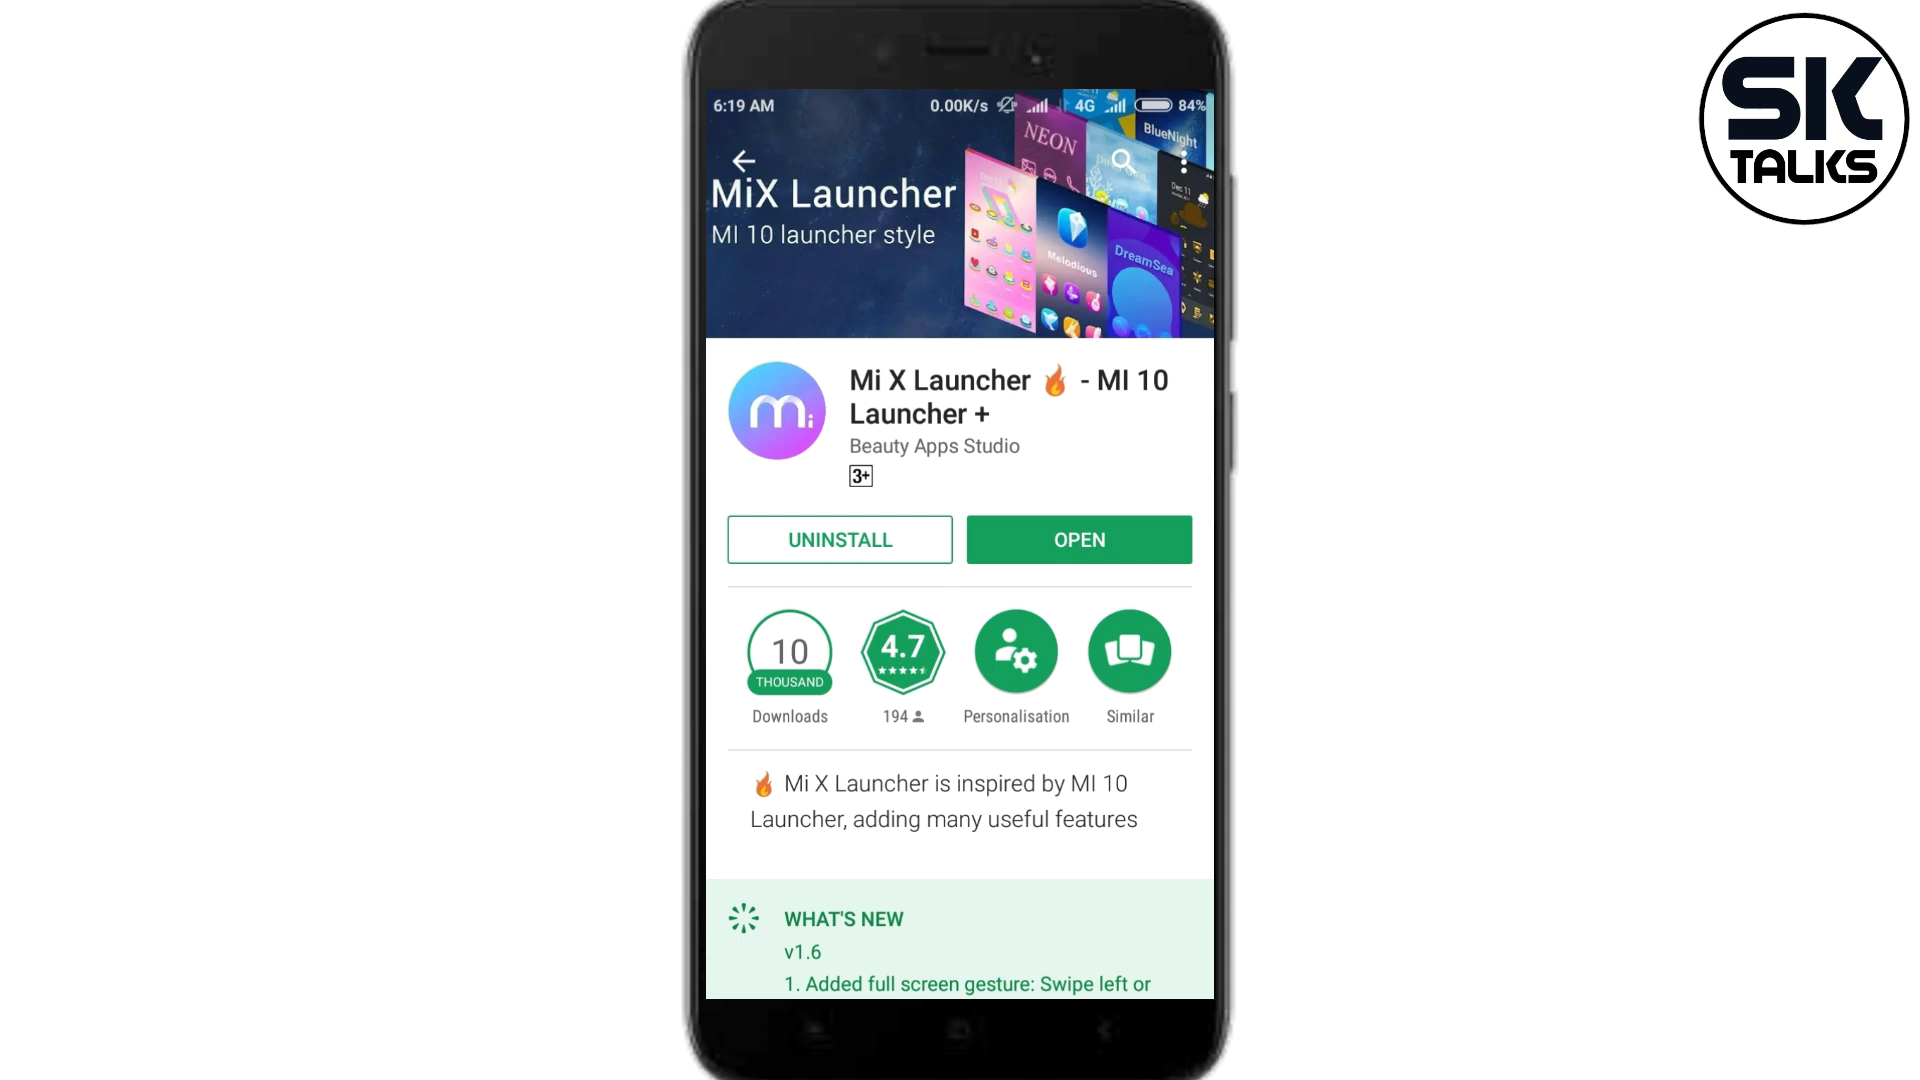 SK
TALKS
6:19 AM 0.00K/s 4G 84%
NEON
BlueNight
MiX Launcher
MI 10 launcher style
Dec 11
Melodious
DreamSea
mi
Mi X Launcher 🔥 - MI 10
Launcher +
Beauty Apps Studio
3+
UNINSTALL OPEN
10
THOUSAND
4.7
Downloads 194 Personalisation Similar
🔥 Mi X Launcher is inspired by MI 10
Launcher, adding many useful features
WHAT'S NEW
v1.6
1. Added full screen gesture: Swipe left or